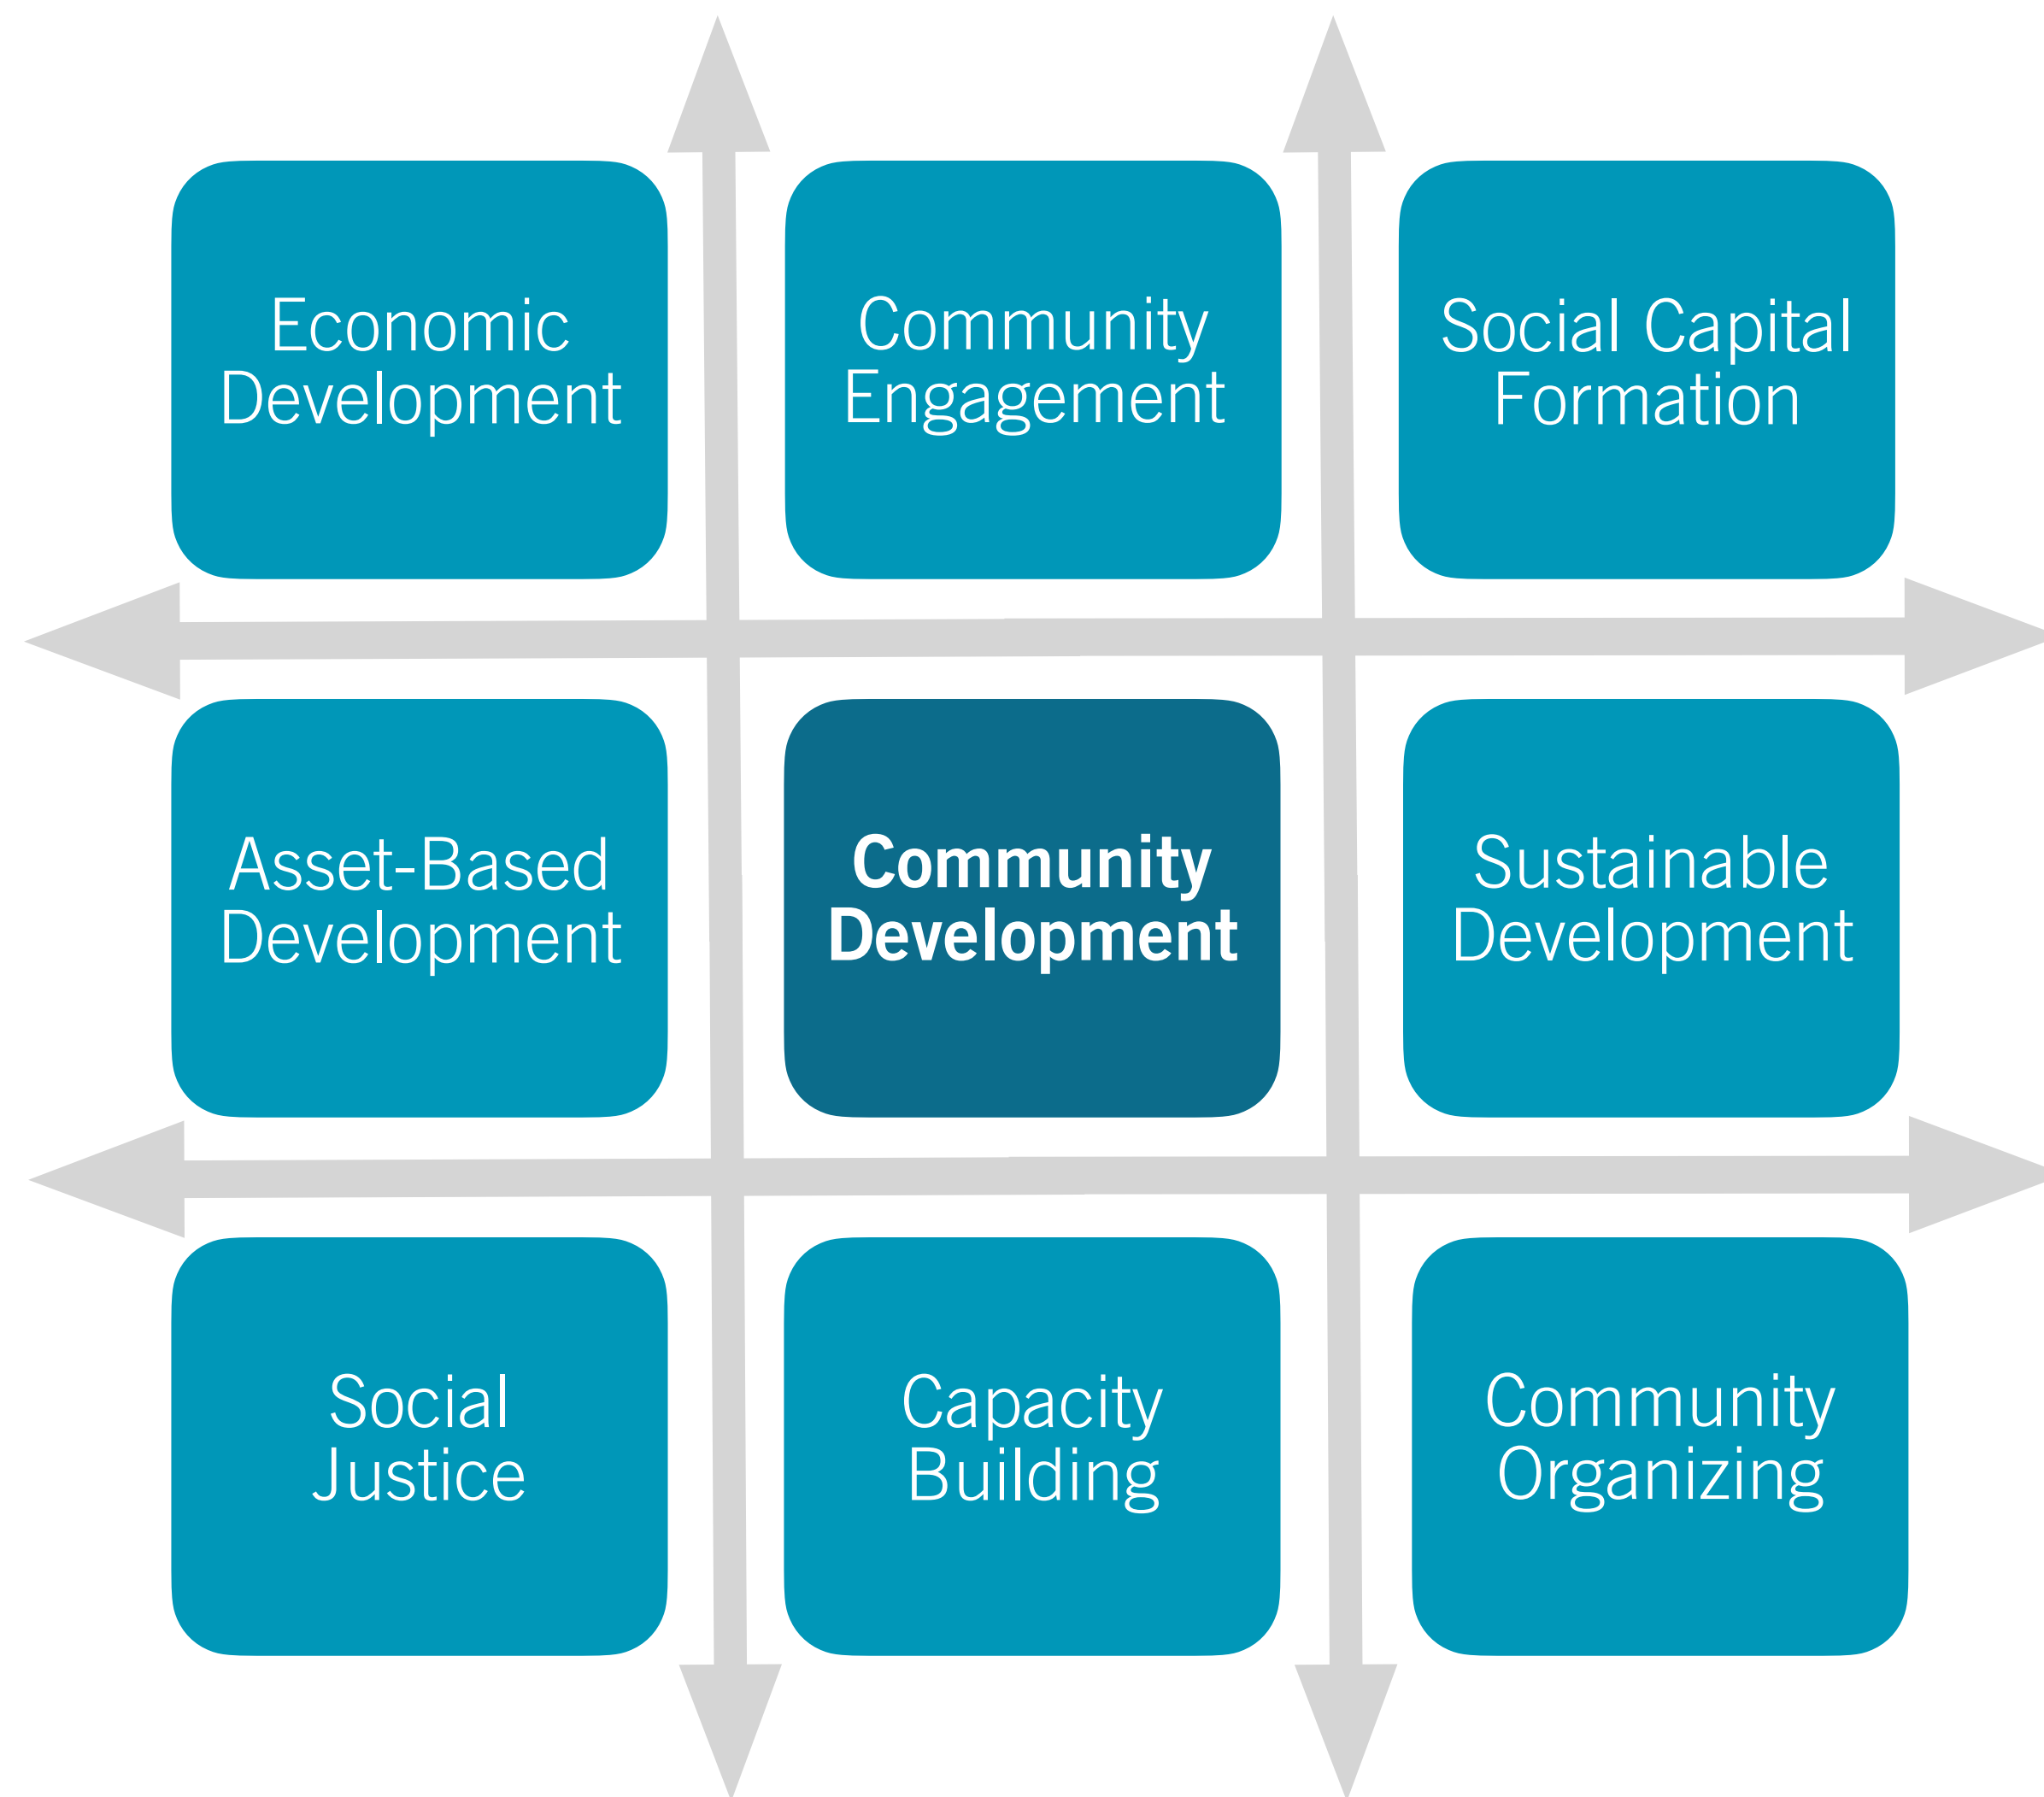 Economic
Development
Community
Engagement
Social Capital
Formation
Asset-Based
Development
Community
Development
Sustainable
Development
Social
Justice
Capacity
Building
Community
Organizing